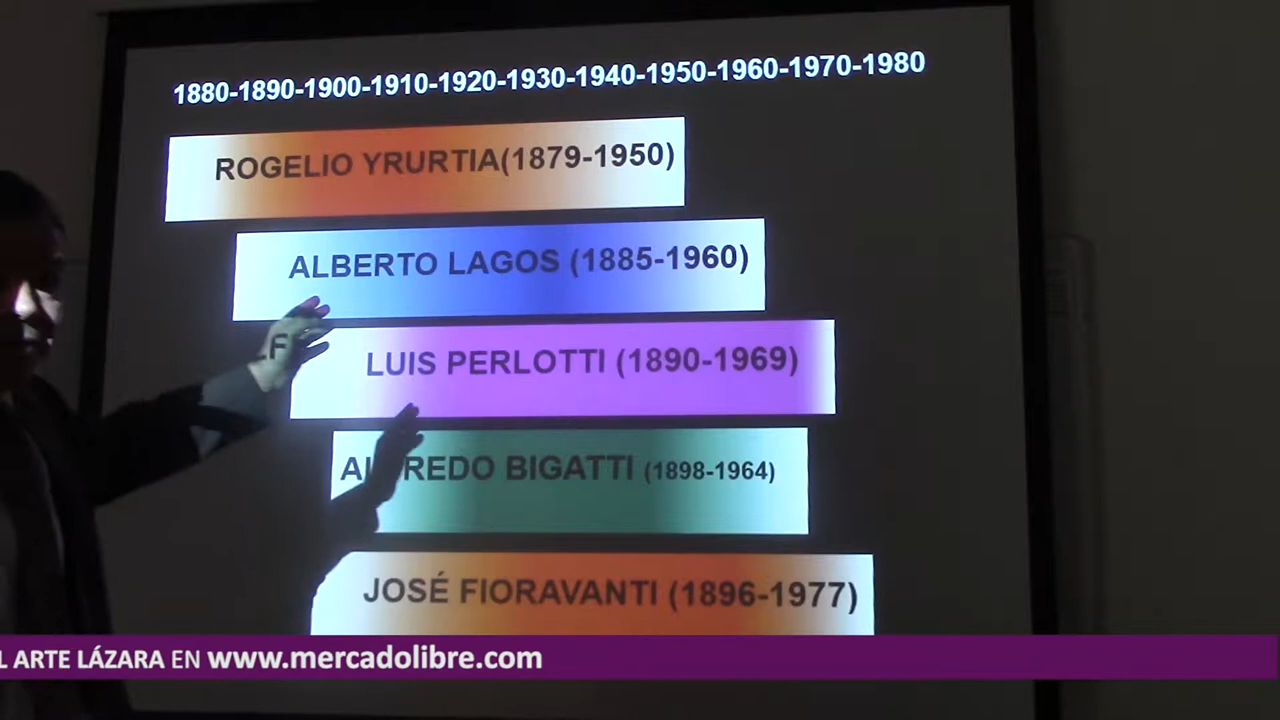 1880-1890-1900-1910-1920-1930-1940-1950-1960-1970-1980
ROGELIO YRURTIA(1879-1950)
ALBERTO LAGOS (1885-1960)
LUIS PERLOTTI (1890-1969)
ALFREDO BIGATTI (1898-1964)
JOSÉ FIORAVANTI (1896-1977)
L ARTE LÁZARA EN www.mercadolibre.com